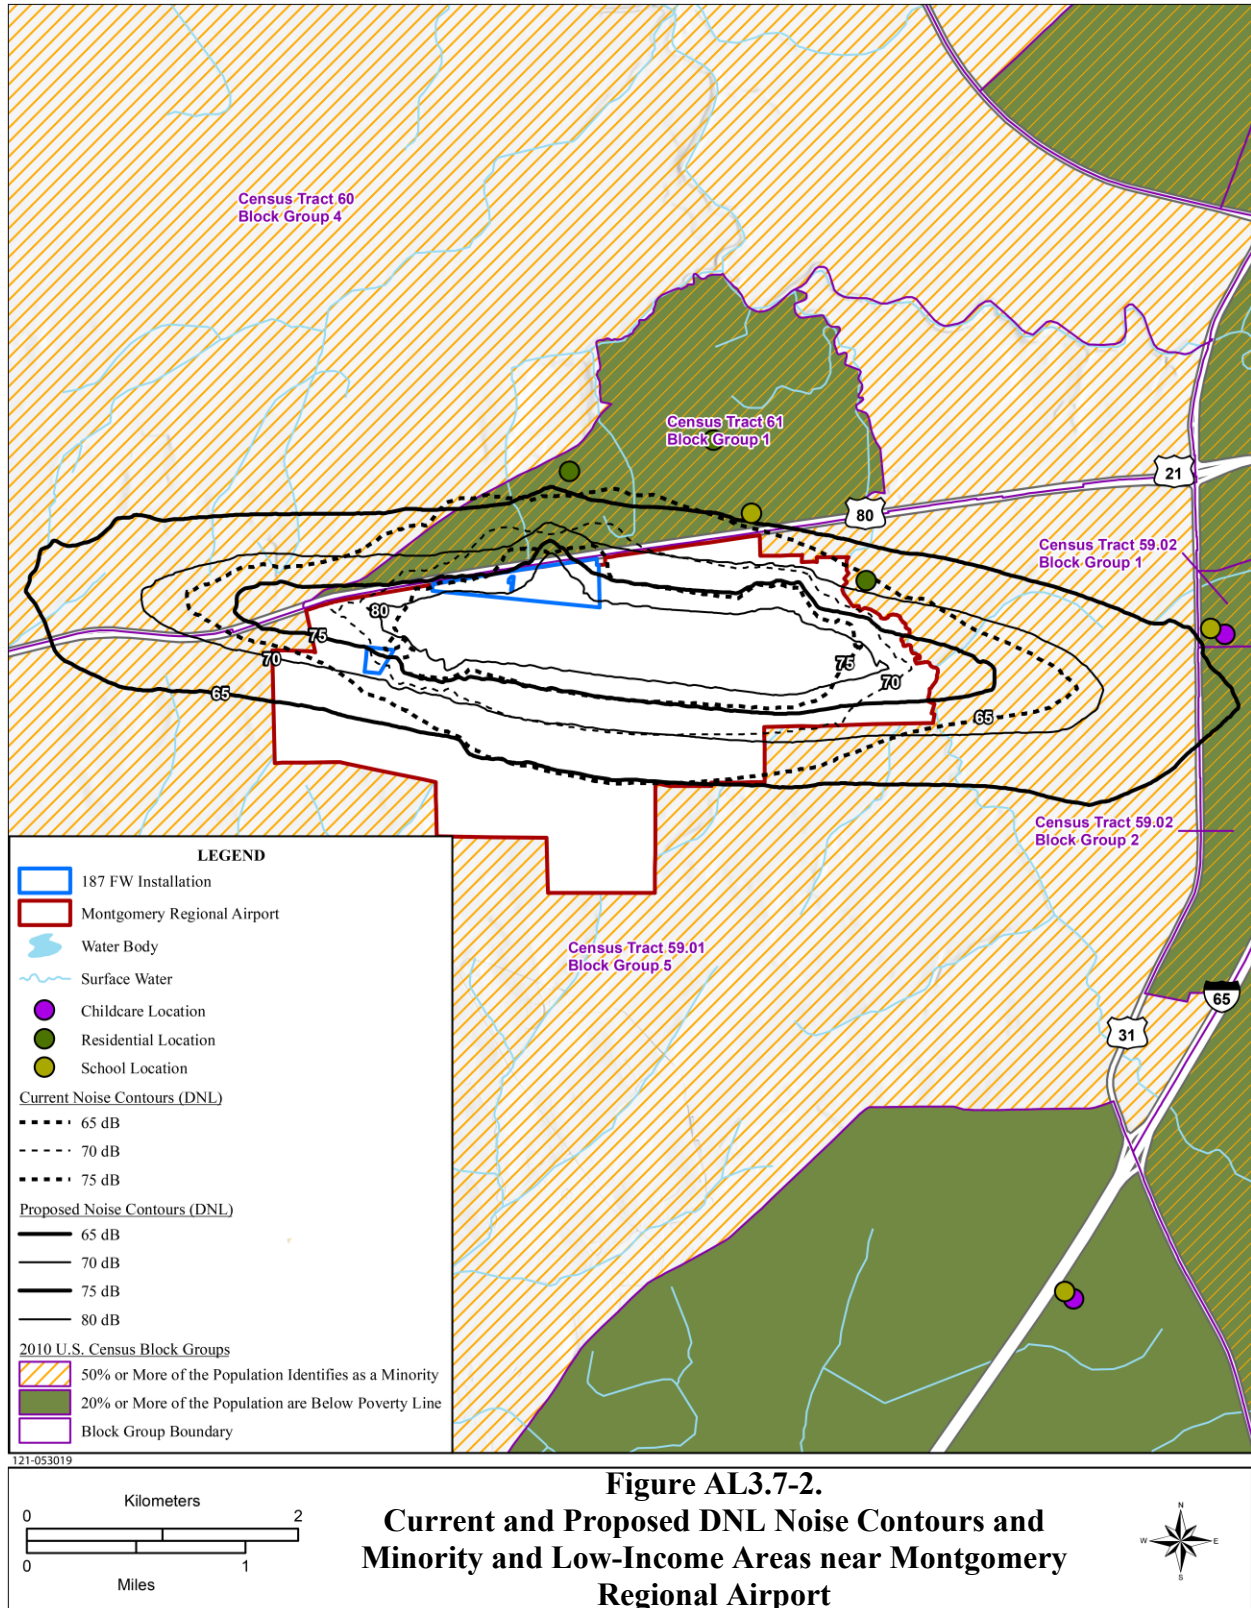 Census Tract 60
Block Group 4
Census Tract 61
Block Group 1
21
80
Census Tract 59.02
Block Group 1
80
75
70
65
75
70
65
Census Tract 59.02
Block Group 2
Census Tract 59.01
Block Group 5
65
31
LEGEND
187 FW Installation
Montgomery Regional Airport
Water Body
Surface Water
Childcare Location
Residential Location
School Location
Current Noise Contours (DNL)
65 dB
70 dB
75 dB
Proposed Noise Contours (DNL)
65 dB
70 dB
75 dB
80 dB
2010 U.S. Census Block Groups
50% or More of the Population Identifies as a Minority
20% or More of the Population are Below Poverty Line
Block Group Boundary
121-053019
Kilometers
0 2
0 1
Miles
Figure AL3.7-2.
Current and Proposed DNL Noise Contours and
Minority and Low-Income Areas near Montgomery
Regional Airport
N
W E
S